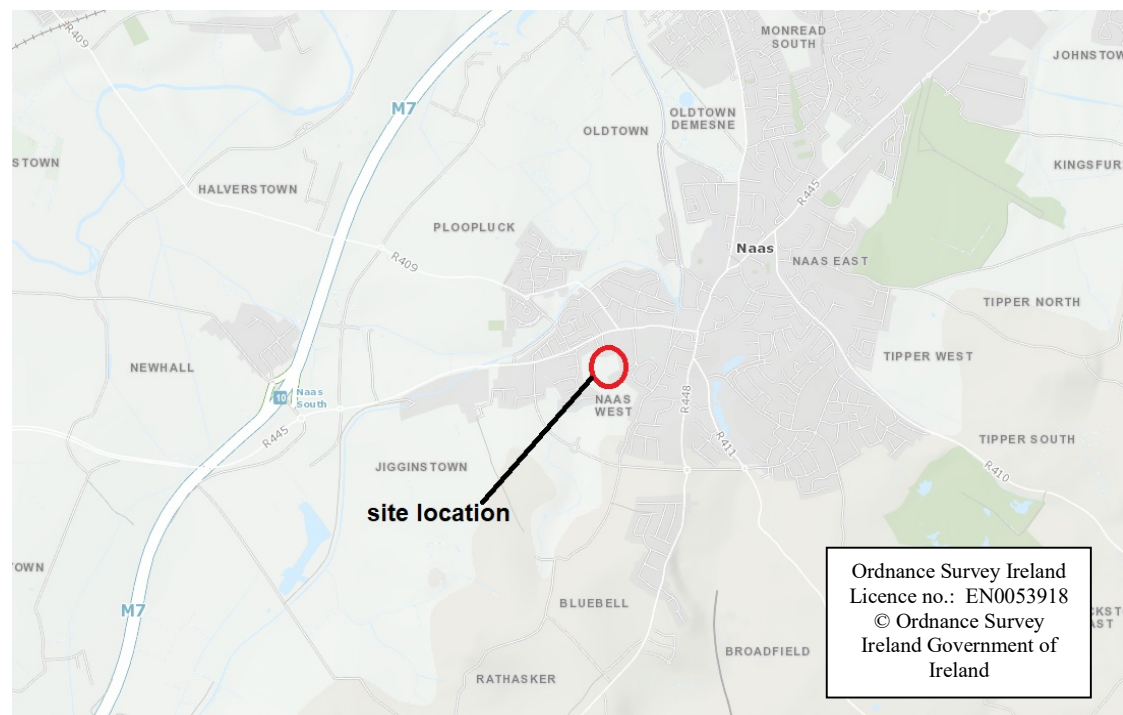 R409
MONREAD
SOUTH
JOHNSTOW
M7
OLDTOWN
DEMESNE
OLDTOWN
STOWN
KINGSFUR
HALVERSTOWN
R445
PLOOPLUCK
Naas
NAAS EAST
R409
TIPPER NORTH
NEWHALL
TIPPER WEST
10
Naas
South
NAAS
WEST
R448
R445
R411
TIPPER SOUTH
JIGGINSTOWN
R410
site location
OWN
M7
BLUEBELL
Ordnance Survey Ireland
Licence no.: EN0053918
© Ordnance Survey
Ireland Government of
Ireland
CKST
AST
BROADFIELD
RATHASKER